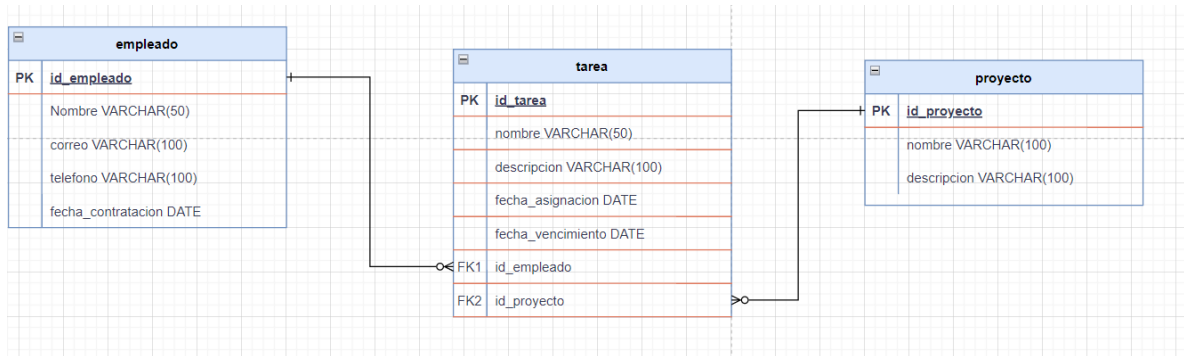 empleado
PK id_empleado
Nombre VARCHAR(50)
correo VARCHAR(100)
telefono VARCHAR(100)
fecha_contratacion DATE
tarea
PK id_tarea
nombre VARCHAR(50)
descripcion VARCHAR(100)
fecha_asignacion DATE
fecha_vencimiento DATE
FK1 id_empleado
FK2 id_proyecto
proyecto
PK id_proyecto
nombre VARCHAR(100)
descripcion VARCHAR(100)